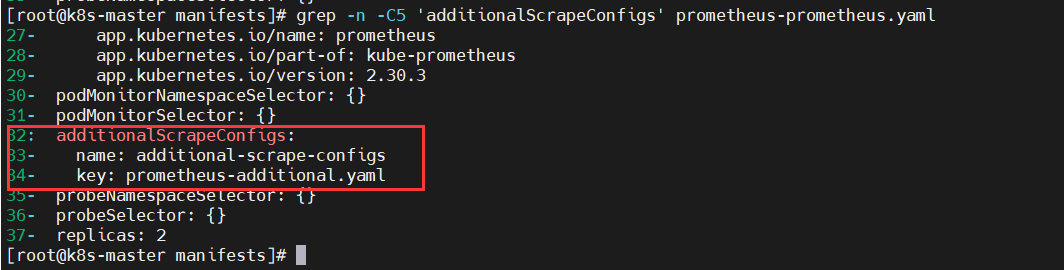 [root@k8s-master manifests]# grep -n -C5 'additionalScrapeConfigs' prometheus-prometheus.yaml
27-      app.kubernetes.io/name: prometheus
28-      app.kubernetes.io/part-of: kube-prometheus
29-      app.kubernetes.io/version: 2.30.3
30-  podMonitorNamespaceSelector: {}
31-  podMonitorSelector: {}
32:  additionalScrapeConfigs:
33-    name: additional-scrape-configs
34-    key: prometheus-additional.yaml
35-  probeNamespaceSelector: {}
36-  probeSelector: {}
37-  replicas: 2
[root@k8s-master manifests]#